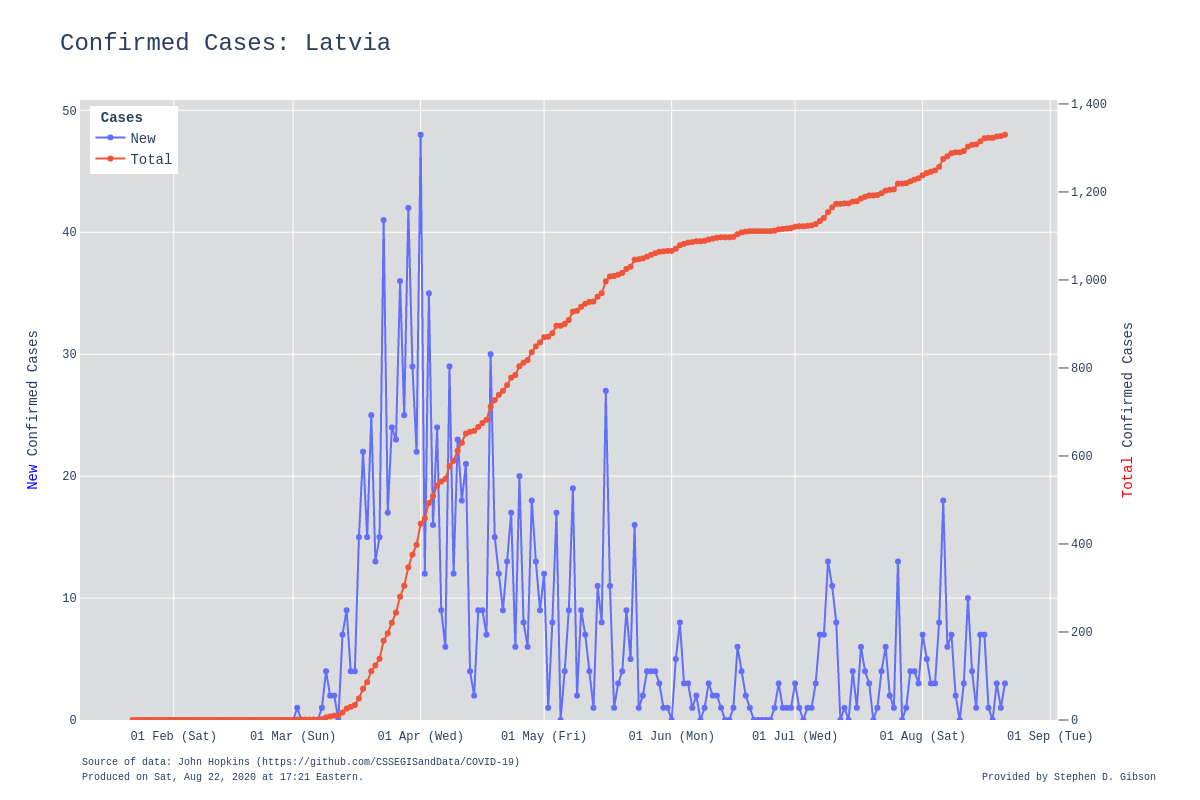 Confirmed Cases: Latvia
Cases
New
Total
50
40
30
20
10
0
1,400
1,200
1,000
800
600
400
200
0
New Confirmed Cases
Total Confirmed Cases
01 Feb (Sat) 01 Mar (Sun) 01 Apr (Wed) 01 May (Fri) 01 Jun (Mon) 01 Jul (Wed) 01 Aug (Sat) 01 Sep (Tue)
Source of data: John Hopkins (https://github.com/CSSEGISandData/COVID-19)
Produced on Sat, Aug 22, 2020 at 17:21 Eastern.
Provided by Stephen D. Gibson